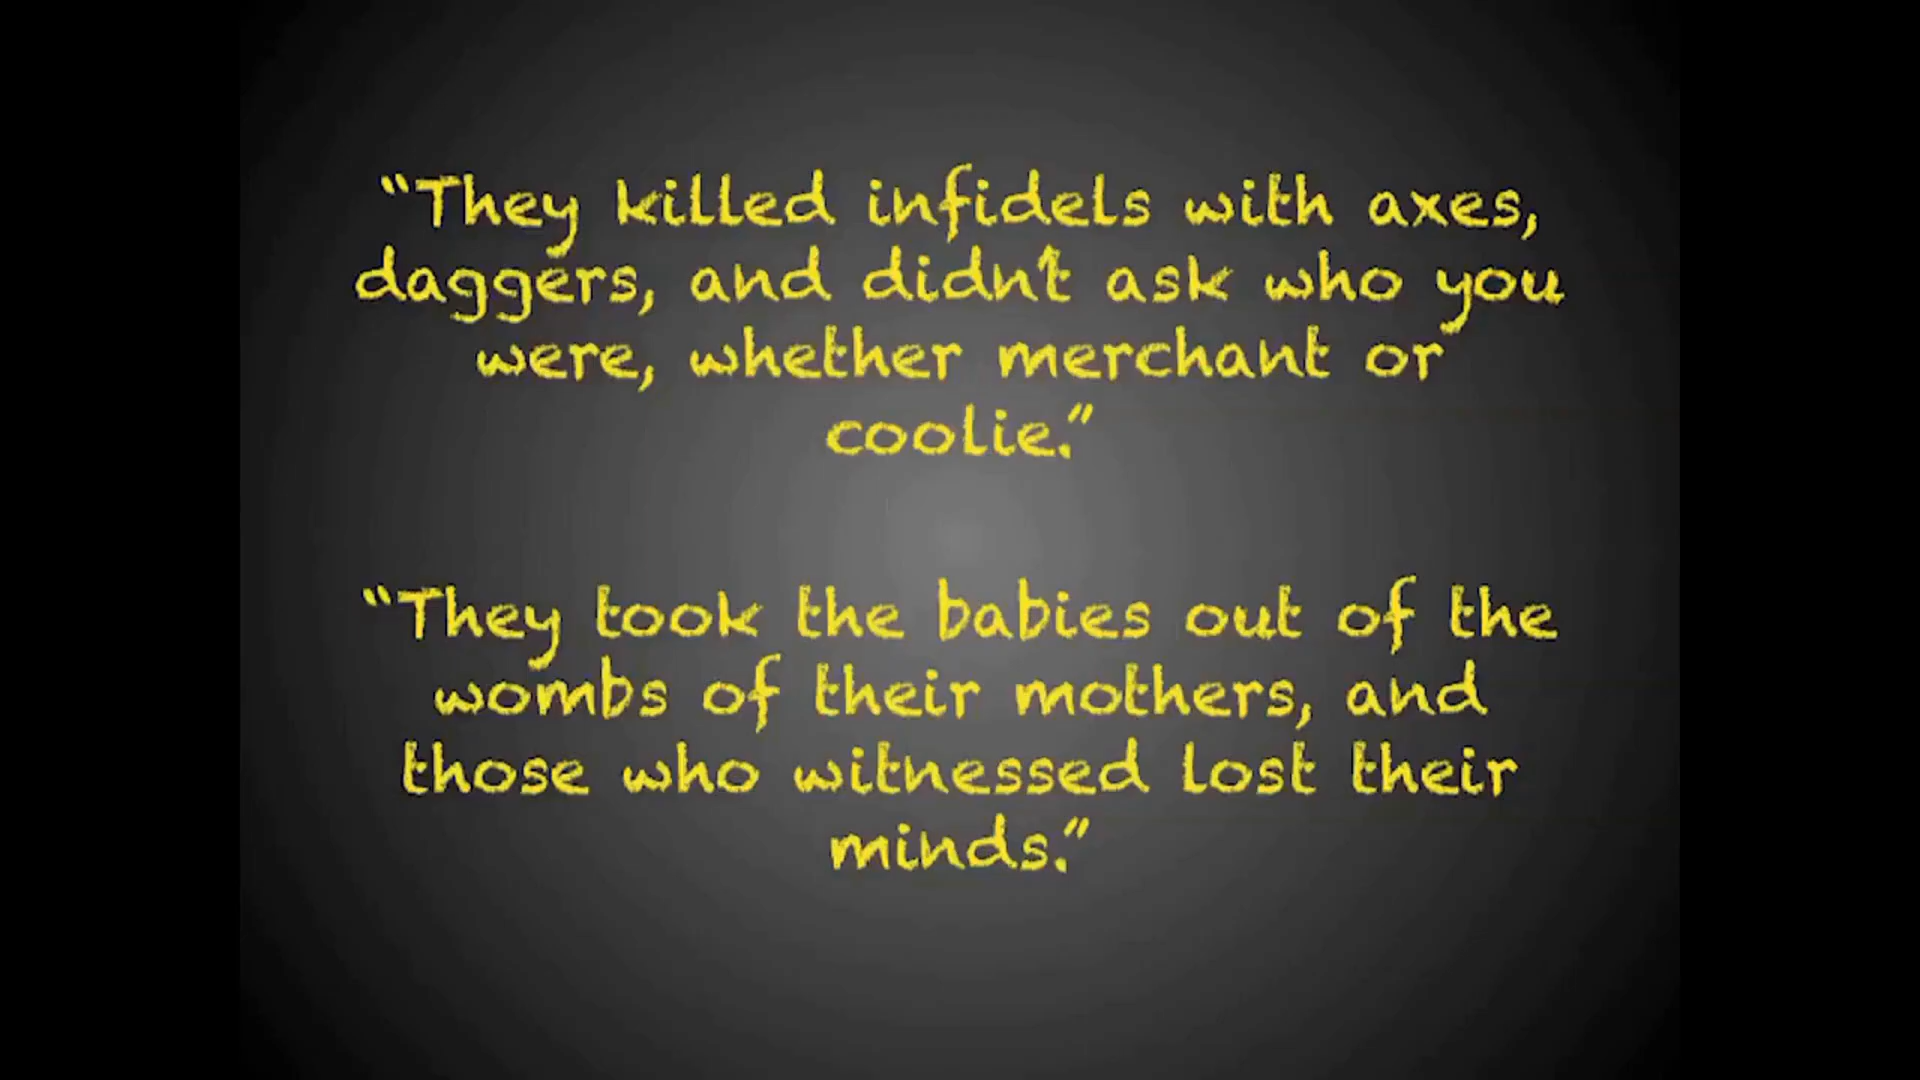 “They killed infidels with axes,
daggers, and didn't ask who you
were, whether merchant or
coolie.”
“They took the babies out of the
wombs of their mothers, and
those who witnessed lost their
minds.”